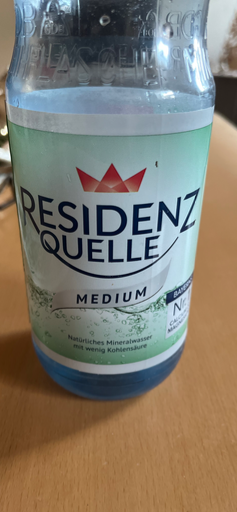 RESIDENZ
QUELLE
MEDIUM
Natürliches Mineralwasser
mit wenig Kohlensäure